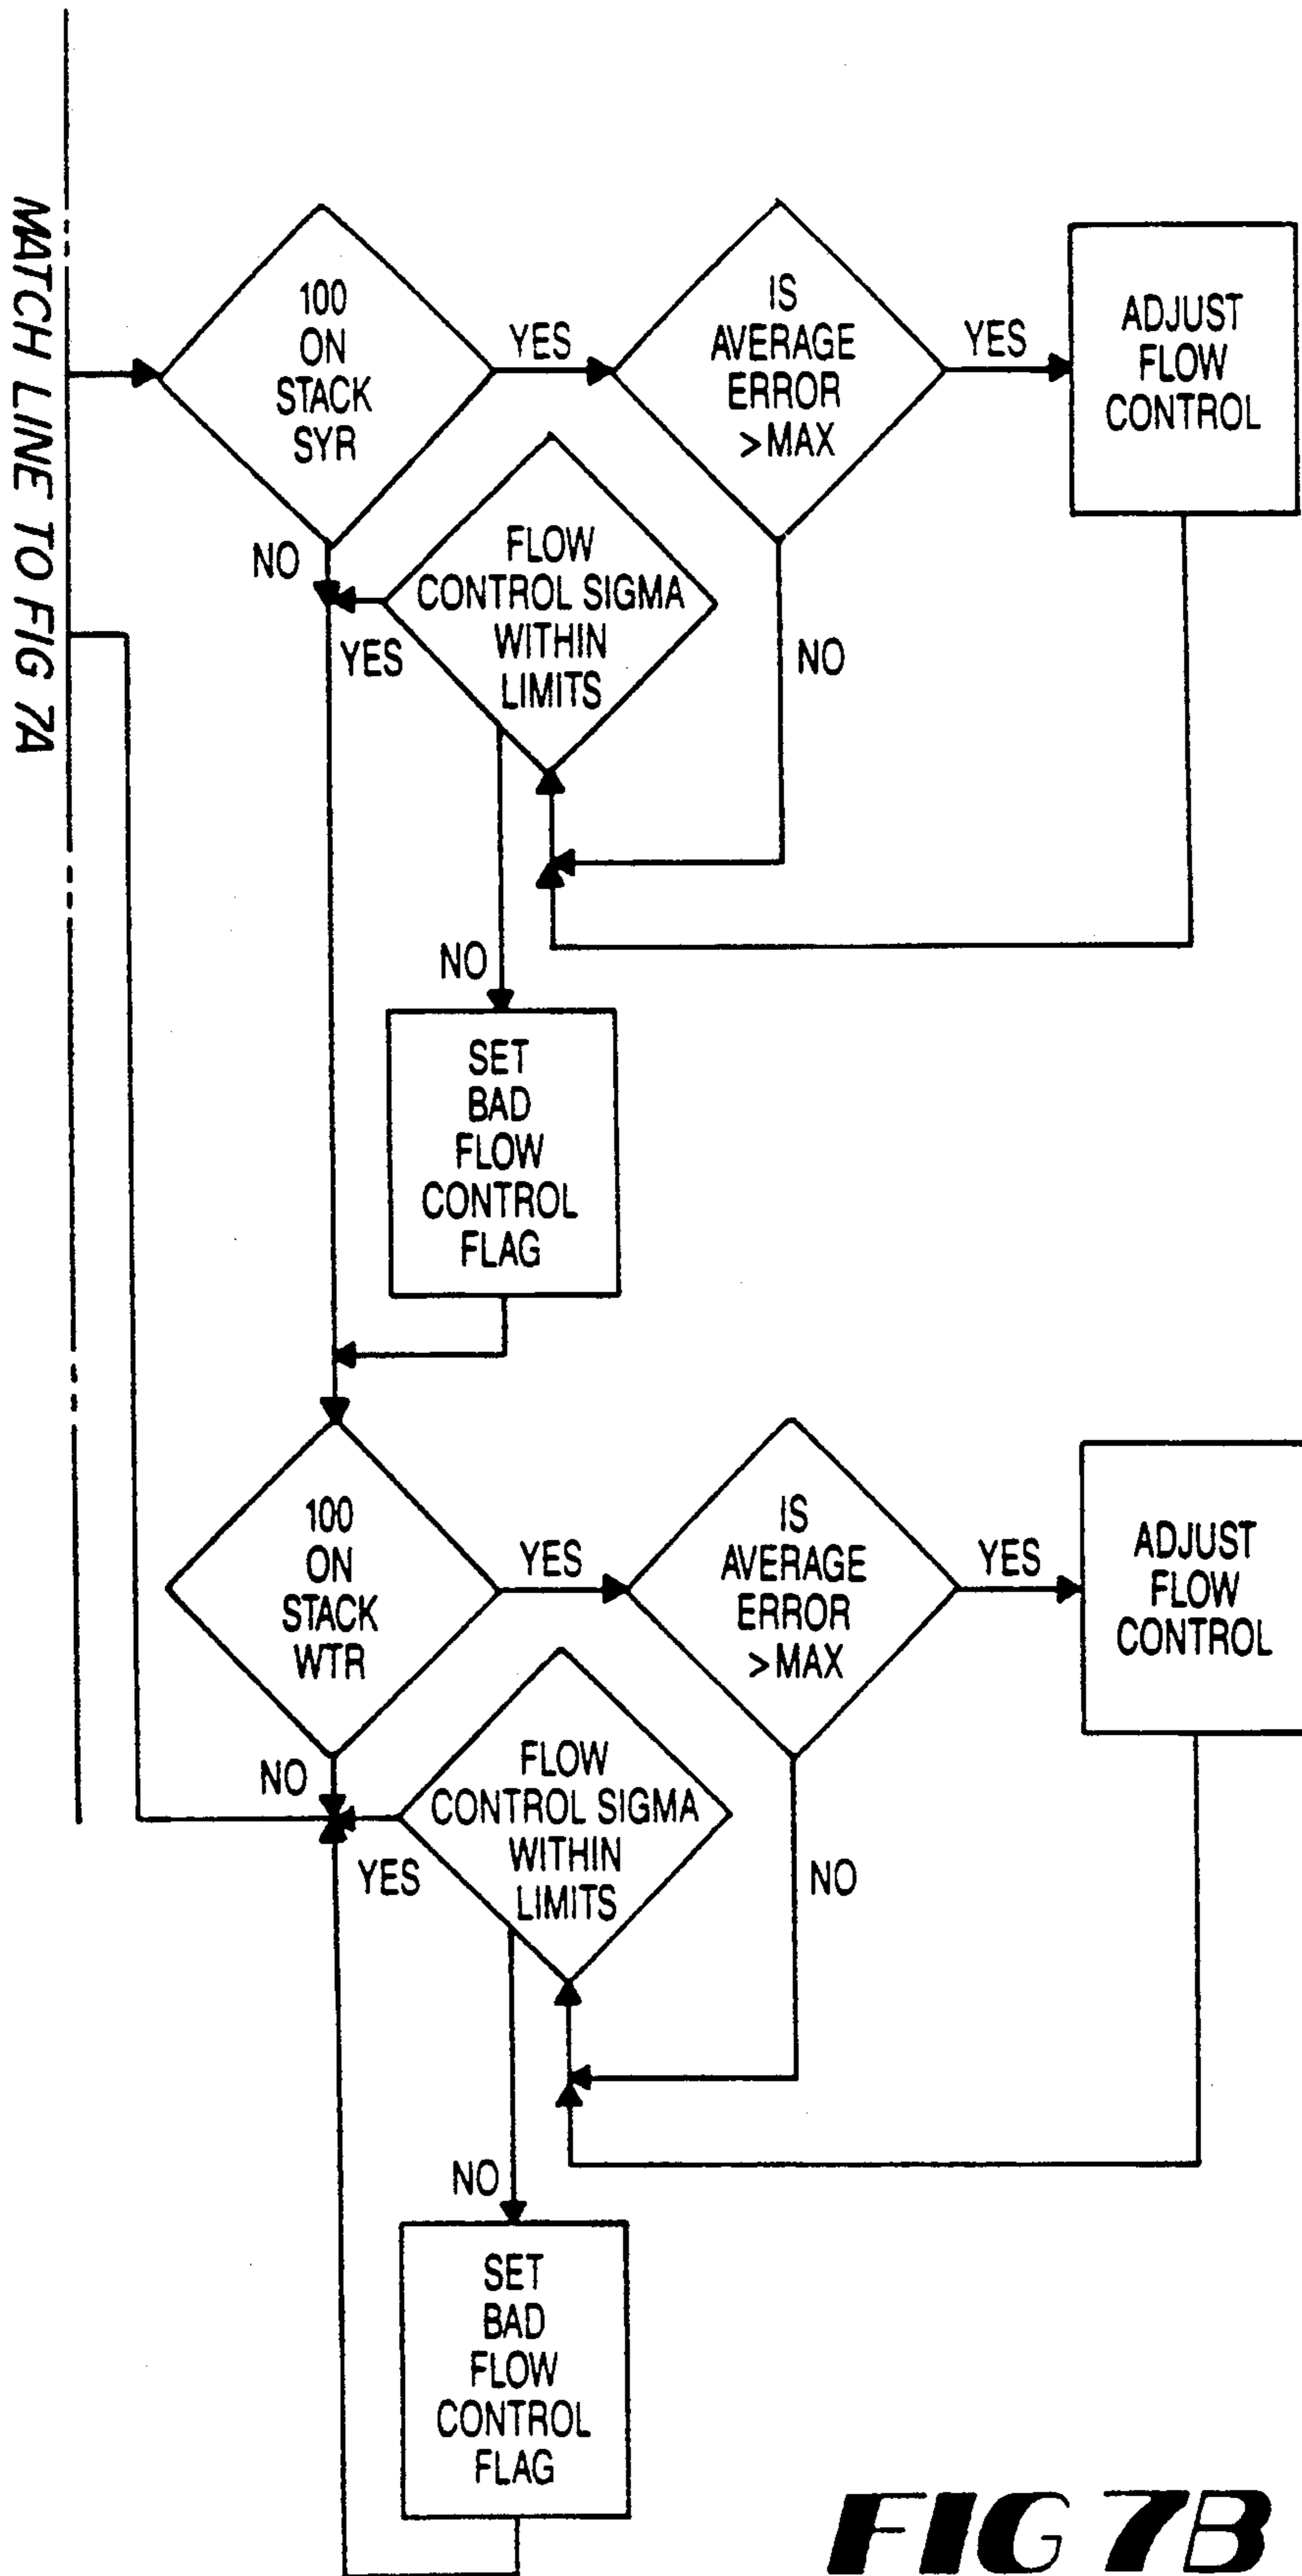 MATCH LINE TO FIG 7A
100
ON
STACK
SYR
YES
IS
AVERAGE
ERROR
>MAX
YES
ADJUST
FLOW
CONTROL
NO
FLOW
CONTROL SIGMA
WITHIN
LIMITS
YES
NO
NO
SET
BAD
FLOW
CONTROL
FLAG
100
ON
STACK
WTR
YES
IS
AVERAGE
ERROR
>MAX
YES
ADJUST
FLOW
CONTROL
NO
FLOW
CONTROL SIGMA
WITHIN
LIMITS
YES
NO
NO
SET
BAD
FLOW
CONTROL
FLAG
FIG 7B